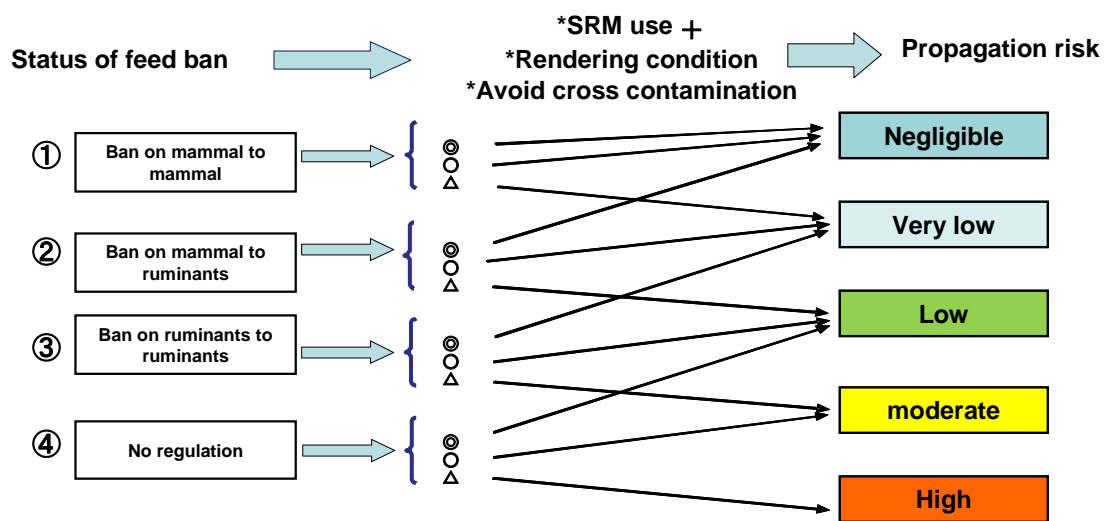 Status of feed ban
*SRM use +
*Rendering condition
*Avoid cross contamination
Propagation risk
①
Ban on mammal to
mammal
◎
○
△
②
Ban on mammal to
ruminants
◎
○
△
③
Ban on ruminants to
ruminants
◎
○
△
④
No regulation
◎
○
△
Negligible
Very low
Low
moderate
High